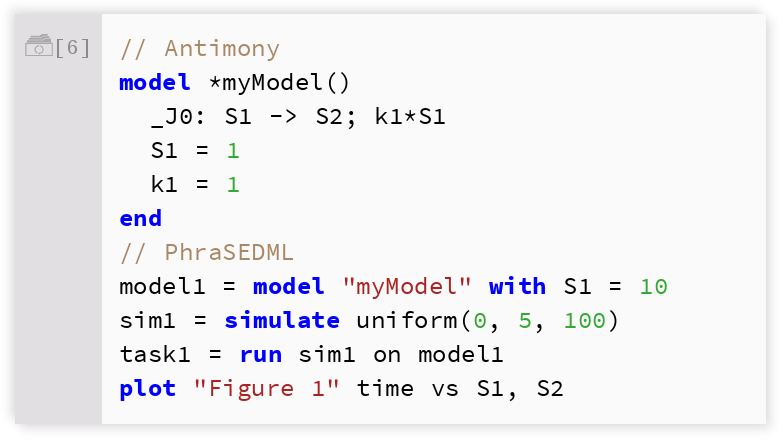 [6]
// Antimony
model *myModel()
  _J0: S1 -> S2; k1*S1
  S1 = 1
  k1 = 1
end
// PhraSEDML
model1 = model "myModel" with S1 = 10
sim1 = simulate uniform(0, 5, 100)
task1 = run sim1 on model1
plot "Figure 1" time vs S1, S2